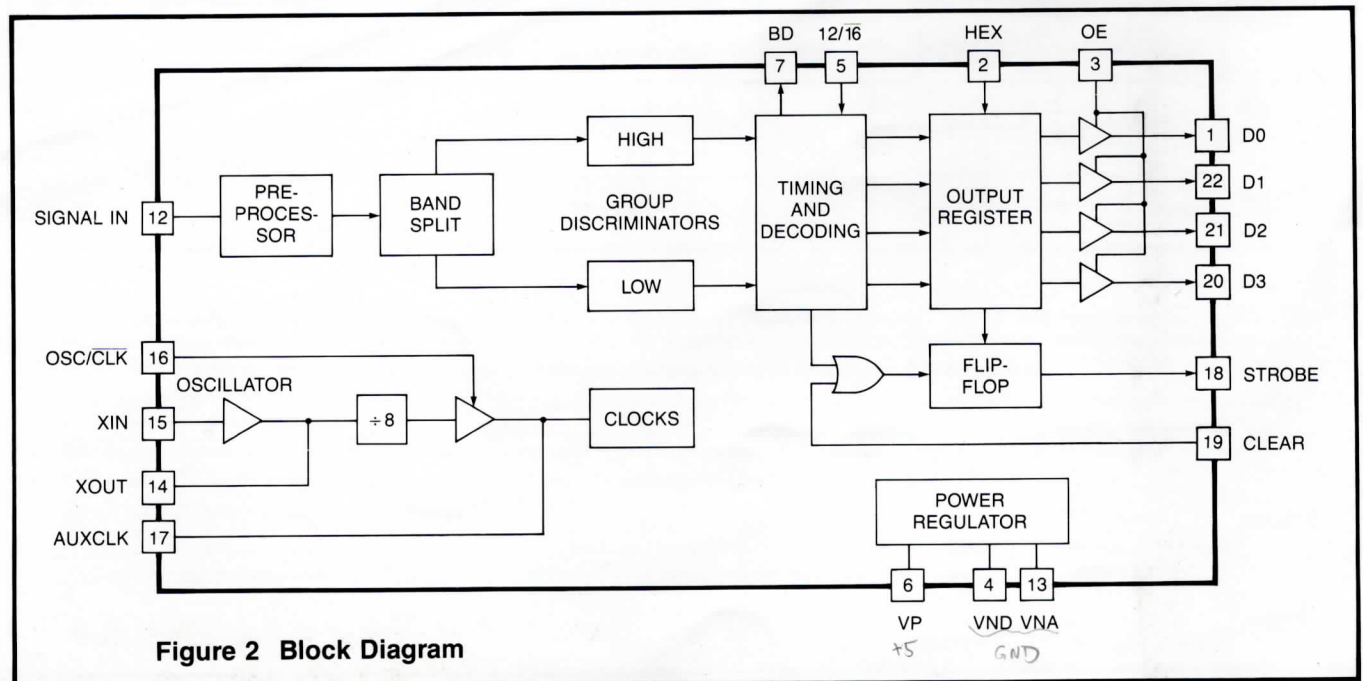 BD 12/1̅6̅ HEX OE
7 5 2 3
HIGH
1 D0
PRE-
PROCES-
SOR
BAND
SPLIT
GROUP
DISCRIMINATORS
TIMING
AND
DECODING
OUTPUT
REGISTER
22 D1
SIGNAL IN 12
21 D2
LOW
20 D3
OSC/C̅L̅K̅ 16
OSCILLATOR
FLIP-
FLOP
18 STROBE
XIN 15
÷8
CLOCKS
19 CLEAR
XOUT 14
POWER
REGULATOR
AUXCLK 17
6 4 13
VP VND VNA
+5 GND
Figure 2 Block Diagram